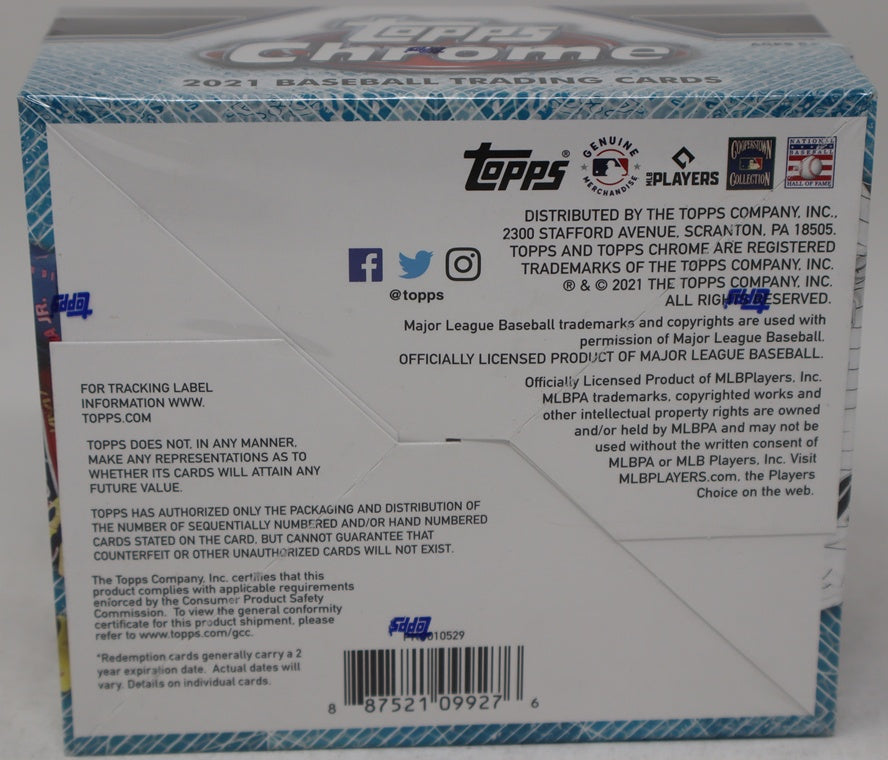 Topps
Chrome
2021 BASEBALL TRADING CARDS
Topps®
GENUINE
MERCHANDISE
MLB PLAYERS
COOPERSTOWN
COLLECTION
NATIONAL
BASEBALL
HALL OF FAME
DISTRIBUTED BY THE TOPPS COMPANY, INC.,
2300 STAFFORD AVENUE, SCRANTON, PA 18505.
TOPPS AND TOPPS CHROME ARE REGISTERED
TRADEMARKS OF THE TOPPS COMPANY, INC.
® & © 2021 THE TOPPS COMPANY, INC.
ALL RIGHTS RESERVED.
@topps
Topps
Topps
JR.
Major League Baseball trademarks and copyrights are used with
permission of Major League Baseball.
OFFICIALLY LICENSED PRODUCT OF MAJOR LEAGUE BASEBALL.
Officially Licensed Product of MLBPlayers, Inc.
MLBPA trademarks, copyrighted works and
other intellectual property rights are owned
and/or held by MLBPA and may not be
used without the written consent of
MLBPA or MLB Players, Inc. Visit
MLBPLAYERS.com, the Players
Choice on the web.
FOR TRACKING LABEL
INFORMATION WWW.
TOPPS.COM
TOPPS DOES NOT, IN ANY MANNER,
MAKE ANY REPRESENTATIONS AS TO
WHETHER ITS CARDS WILL ATTAIN ANY
FUTURE VALUE.
TOPPS HAS AUTHORIZED ONLY THE PACKAGING AND DISTRIBUTION OF
THE NUMBER OF SEQUENTIALLY NUMBERED AND/OR HAND NUMBERED
CARDS STATED ON THE CARD, BUT CANNOT GUARANTEE THAT
COUNTERFEIT OR OTHER UNAUTHORIZED CARDS WILL NOT EXIST.
The Topps Company, Inc. certifies that this
product complies with applicable requirements
enforced by the Consumer Product Safety
Commission. To view the general conformity
certificate for this product shipment, please
refer to www.topps.com/gcc.
*Redemption cards generally carry a 2
year expiration date. Actual dates will
vary. Details on individual cards.
Topps
010529
8 87521 09927 6